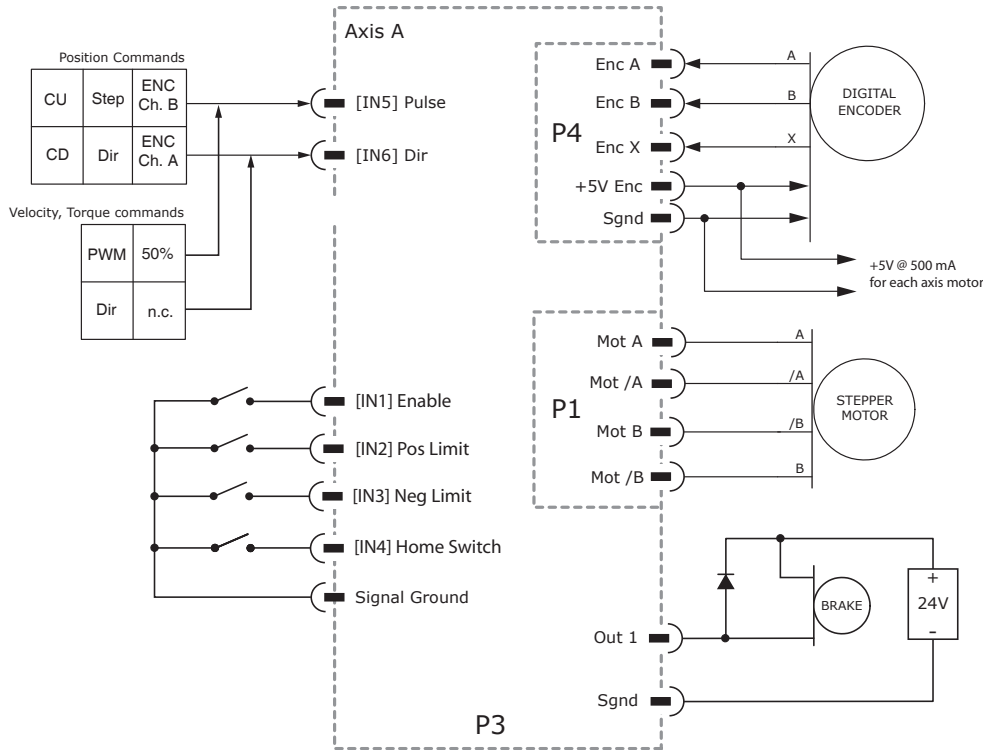 Axis A
Position Commands
CU Step ENC Ch. B
CD Dir ENC Ch. A
[IN5] Pulse
[IN6] Dir
Velocity, Torque commands
PWM 50%
Dir n.c.
[IN1] Enable
[IN2] Pos Limit
[IN3] Neg Limit
[IN4] Home Switch
Signal Ground
P4
Enc A
A
Enc B
B
Enc X
X
+5V Enc
Sgnd
DIGITAL
ENCODER
+5V @ 500 mA
for each axis motor
P1
Mot A
A
Mot /A
/A
Mot B
/B
Mot /B
B
STEPPER
MOTOR
BRAKE
+
24V
-
Out 1
Sgnd
P3